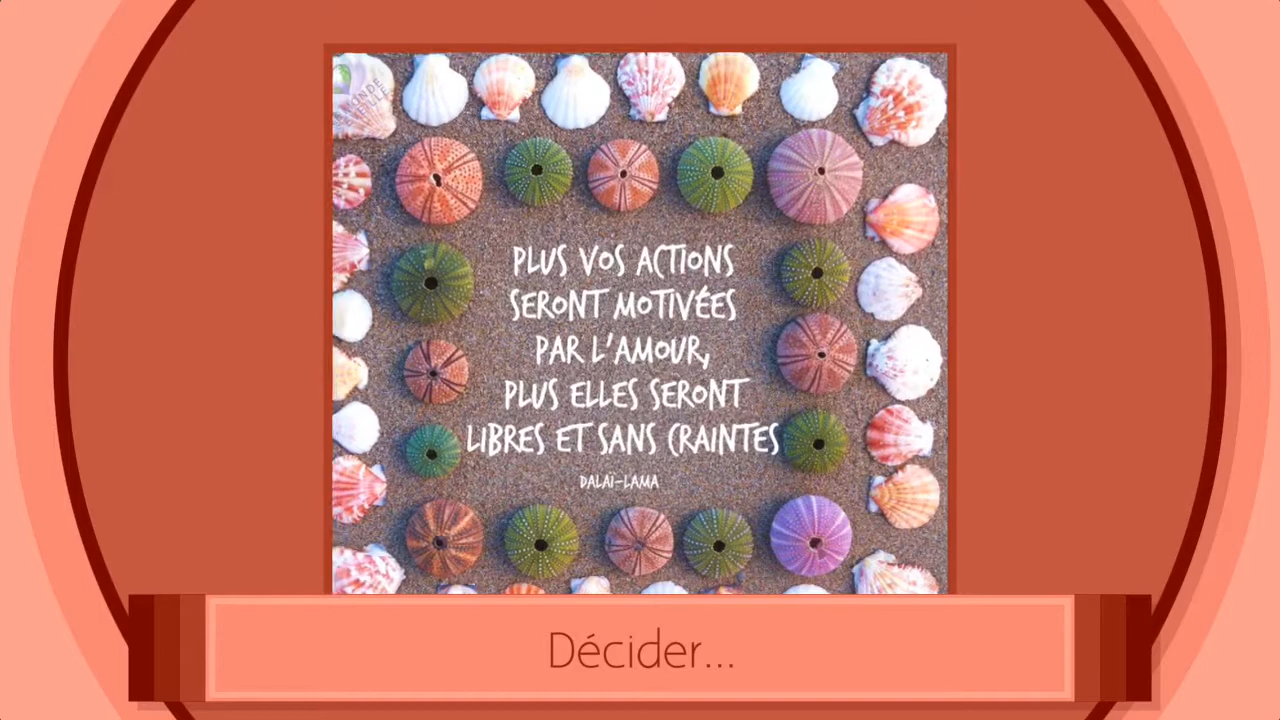 PLUS VOS ACTIONS
SERONT MOTIVÉES
PAR L'AMOUR,
PLUS ELLES SERONT
LIBRES ET SANS CRAINTES
DALAÏ-LAMA
Décider...